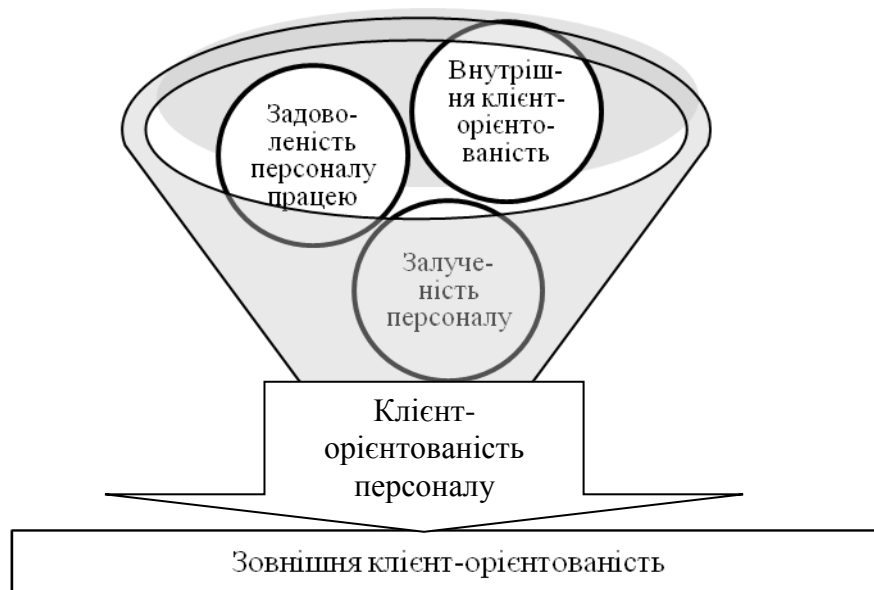 Задово-
леність
персоналу
працею
Внутріш-
ня клієнт-
орієнто-
ваність
Залуче-
ність
персоналу
Клієнт-
орієнтованість
персоналу
Зовнішня клієнт-орієнтованість